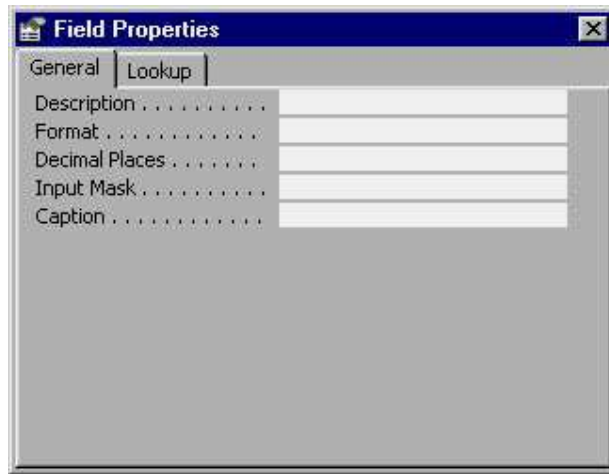 Field Properties
General Lookup
Description . . . . . . . . . .
Format . . . . . . . . . . . .
Decimal Places . . . . . . .
Input Mask . . . . . . . . . .
Caption . . . . . . . . . . . .